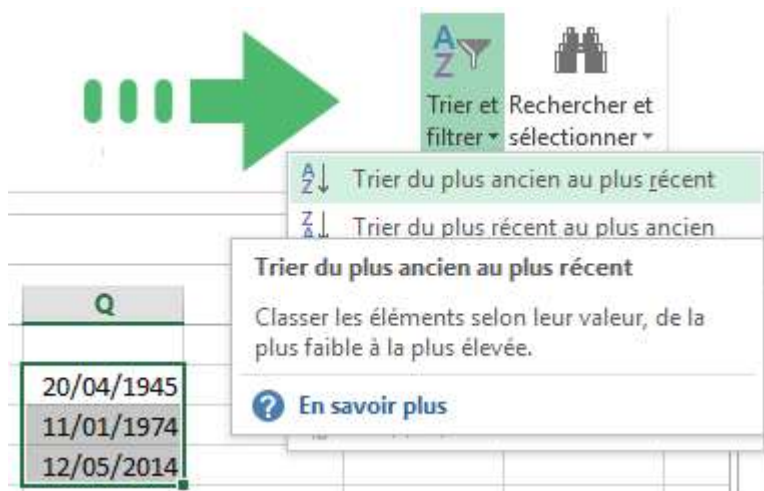 Trier et Rechercher et
filtrer sélectionner
Trier du plus ancien au plus récent
Trier du plus récent au plus ancien
Trier du plus ancien au plus récent
Classer les éléments selon leur valeur, de la
plus faible à la plus élevée.
En savoir plus
Q
20/04/1945
11/01/1974
12/05/2014